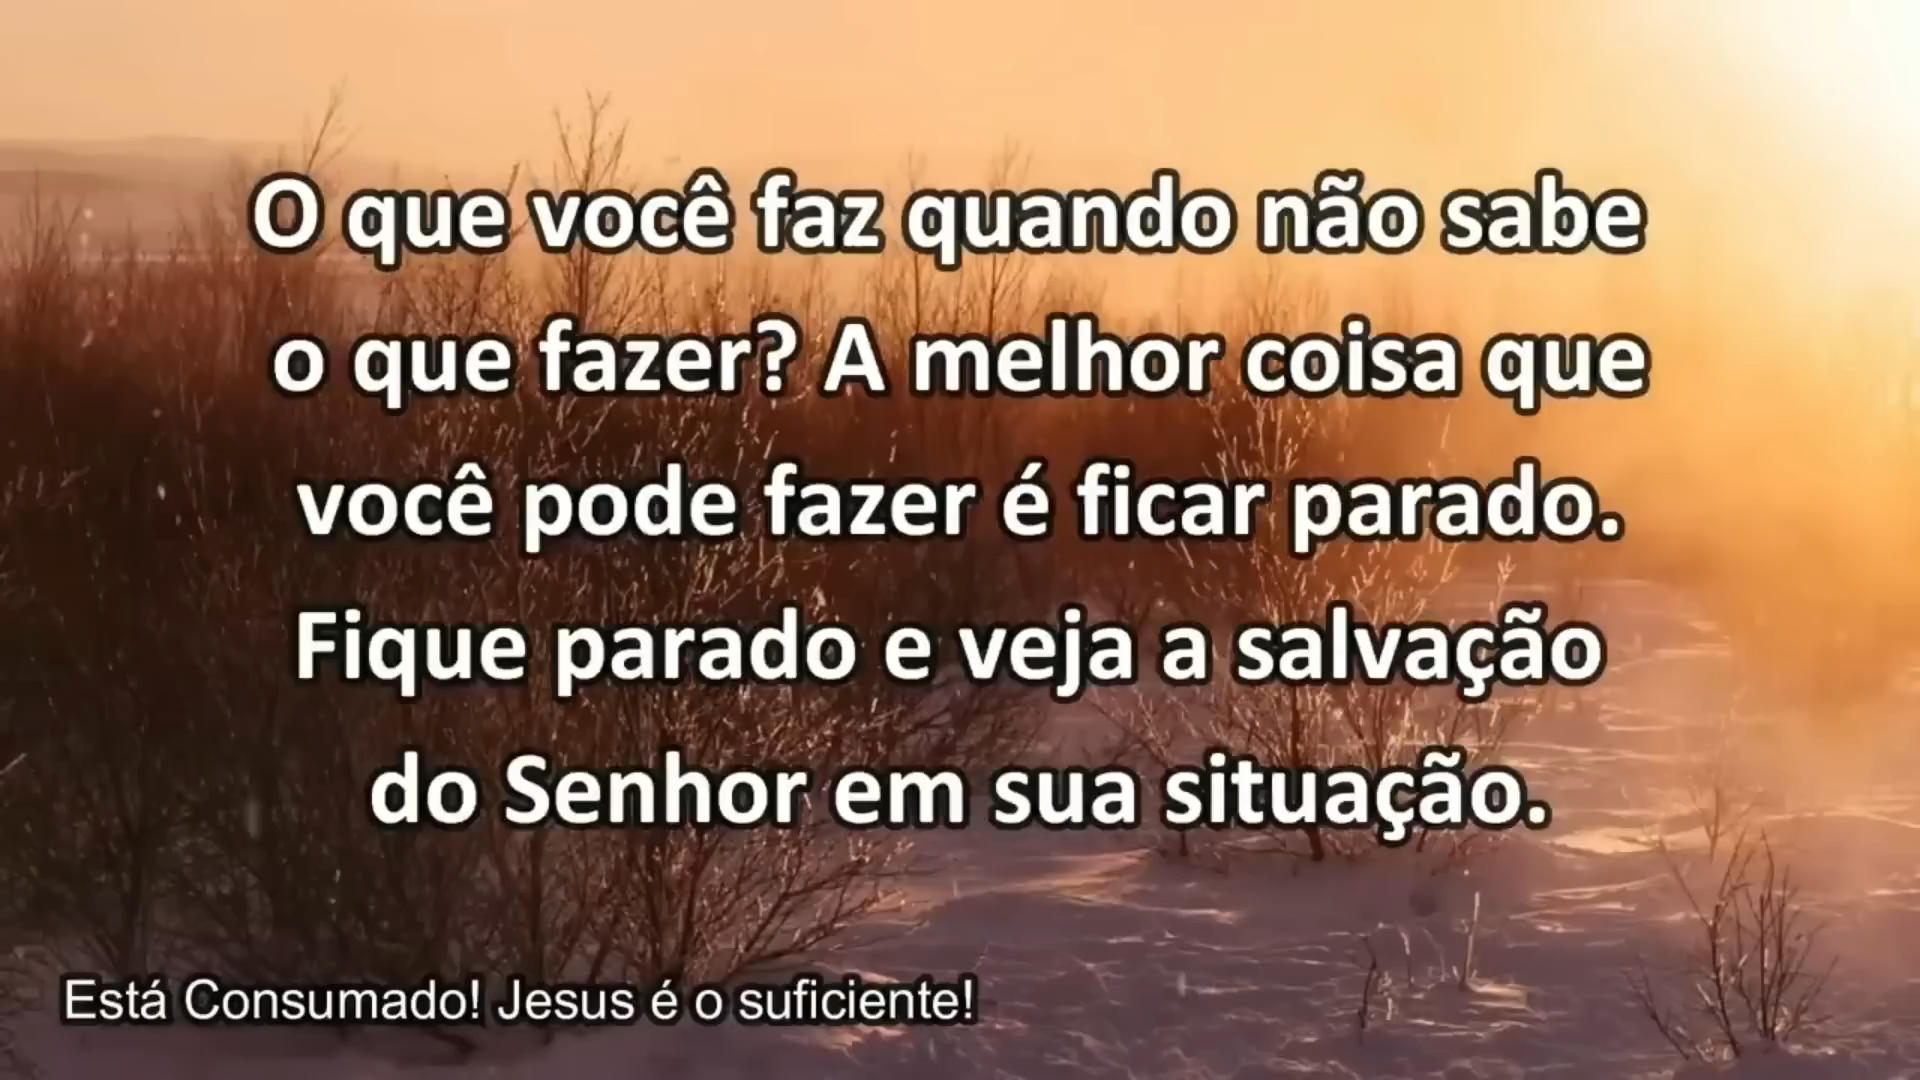 O que você faz quando não sabe
o que fazer? A melhor coisa que
você pode fazer é ficar parado.
Fique parado e veja a salvação
do Senhor em sua situação.
Está Consumado! Jesus é o suficiente!